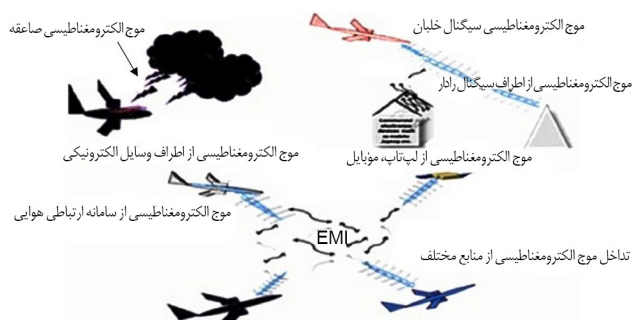 موج الکترومغناطیسی سیگنال خلبان
موج الکترومغناطیسی صاعقه
موج الکترومغناطیسی از اطراف سیگنال رادار
موج الکترومغناطیسی از اطراف وسایل الکترونیکی
موج الکترومغناطیسی از لپ‌تاپ، موبایل
موج الکترومغناطیسی از سامانه ارتباطی هوایی
EMI
تداخل موج الکترومغناطیسی از منابع مختلف